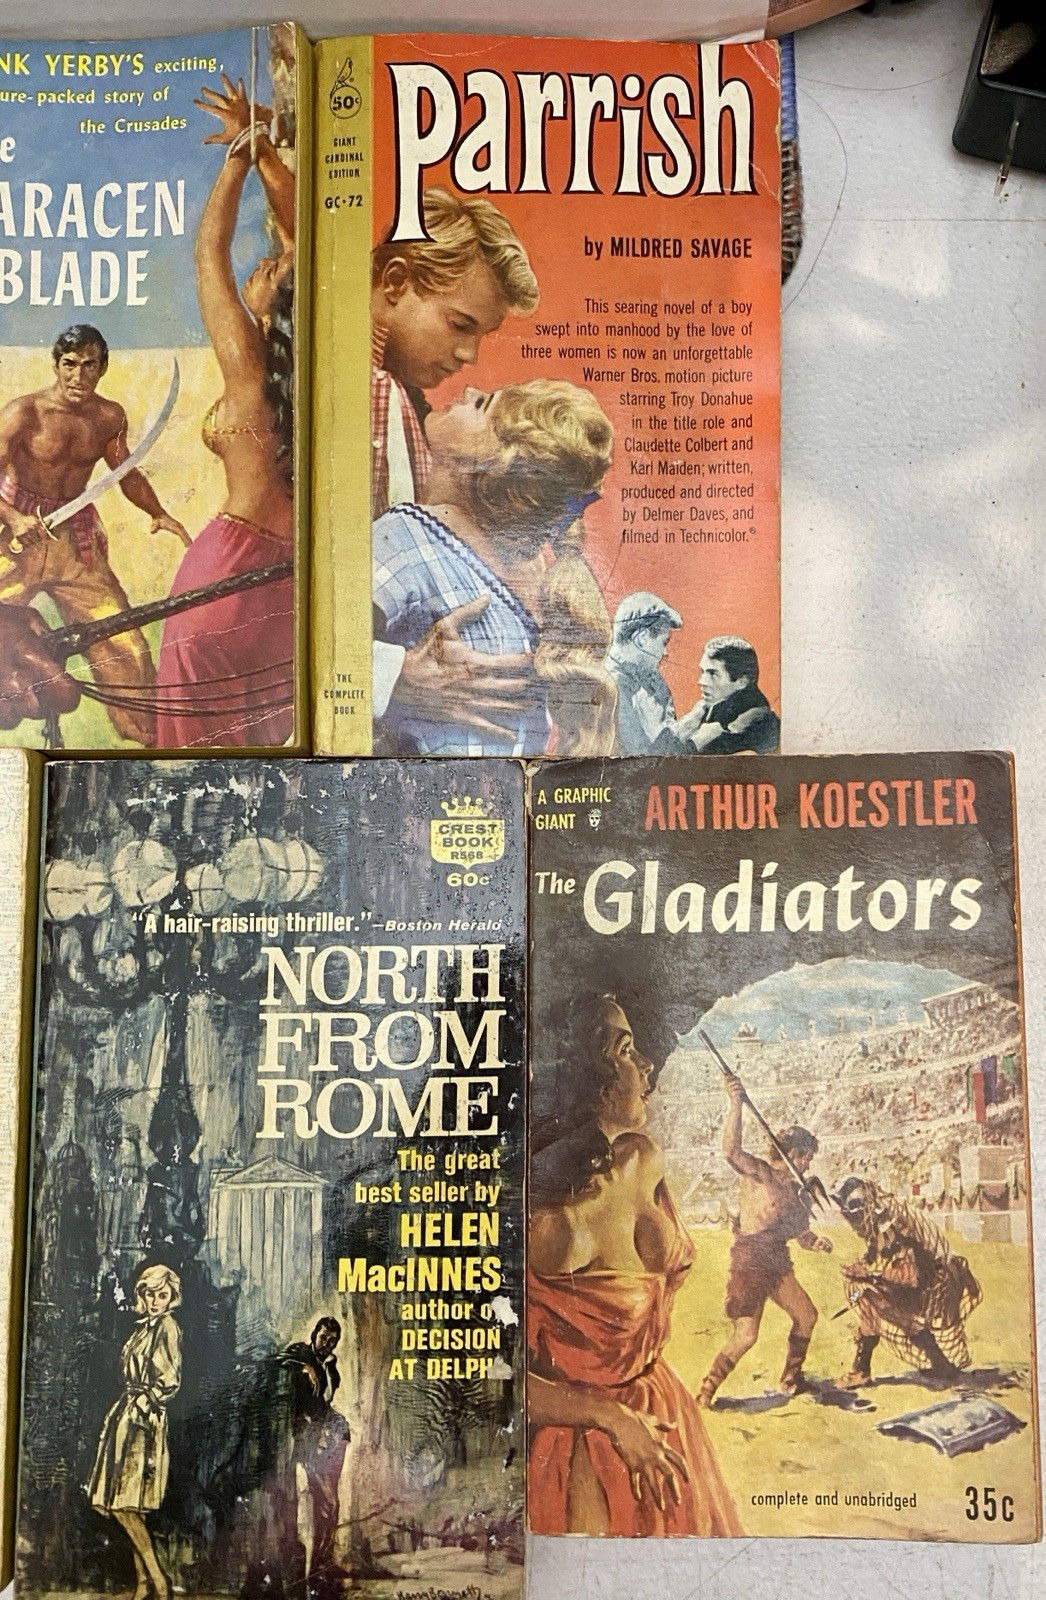 NK YERBY'S exciting,
ure-packed story of
the Crusades
e
ARACEN
BLADE
50¢
GIANT
CARDINAL
EDITION
GC-72
THE
COMPLETE
BOOK
Parrish
by MILDRED SAVAGE
This searing novel of a boy
swept into manhood by the love of
three women is now an unforgettable
Warner Bros. motion picture
starring Troy Donahue
in the title role and
Claudette Colbert and
Karl Malden; written,
produced and directed
by Delmer Daves, and
filmed in Technicolor.®
CREST
BOOK
R568
60¢
"A hair-raising thriller." —Boston Herald
NORTH
FROM
ROME
The great
best seller by
HELEN
MacINNES
author o
DECISION
AT DELPH
A GRAPHIC
GIANT
ARTHUR KOESTLER
The Gladiators
complete and unabridged
35c